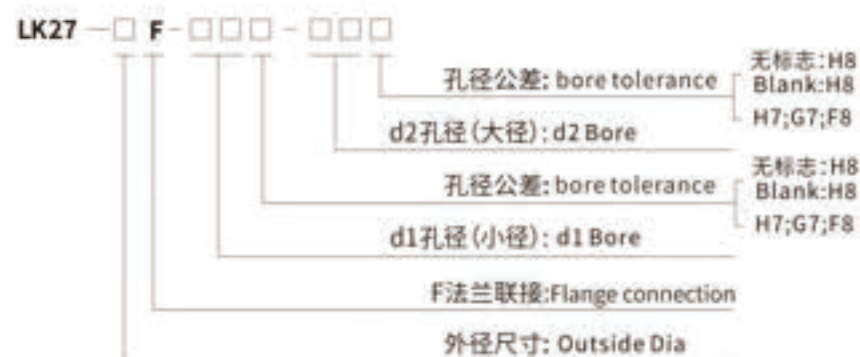 LK27 —□ F-□□□ - □□□
孔径公差: bore tolerance
无标志:H8
Blank:H8
H7;G7;F8
d2孔径(大径): d2 Bore
孔径公差: bore tolerance
无标志:H8
Blank:H8
H7;G7;F8
d1孔径(小径): d1 Bore
F法兰联接:Flange connection
外径尺寸: Outside Dia